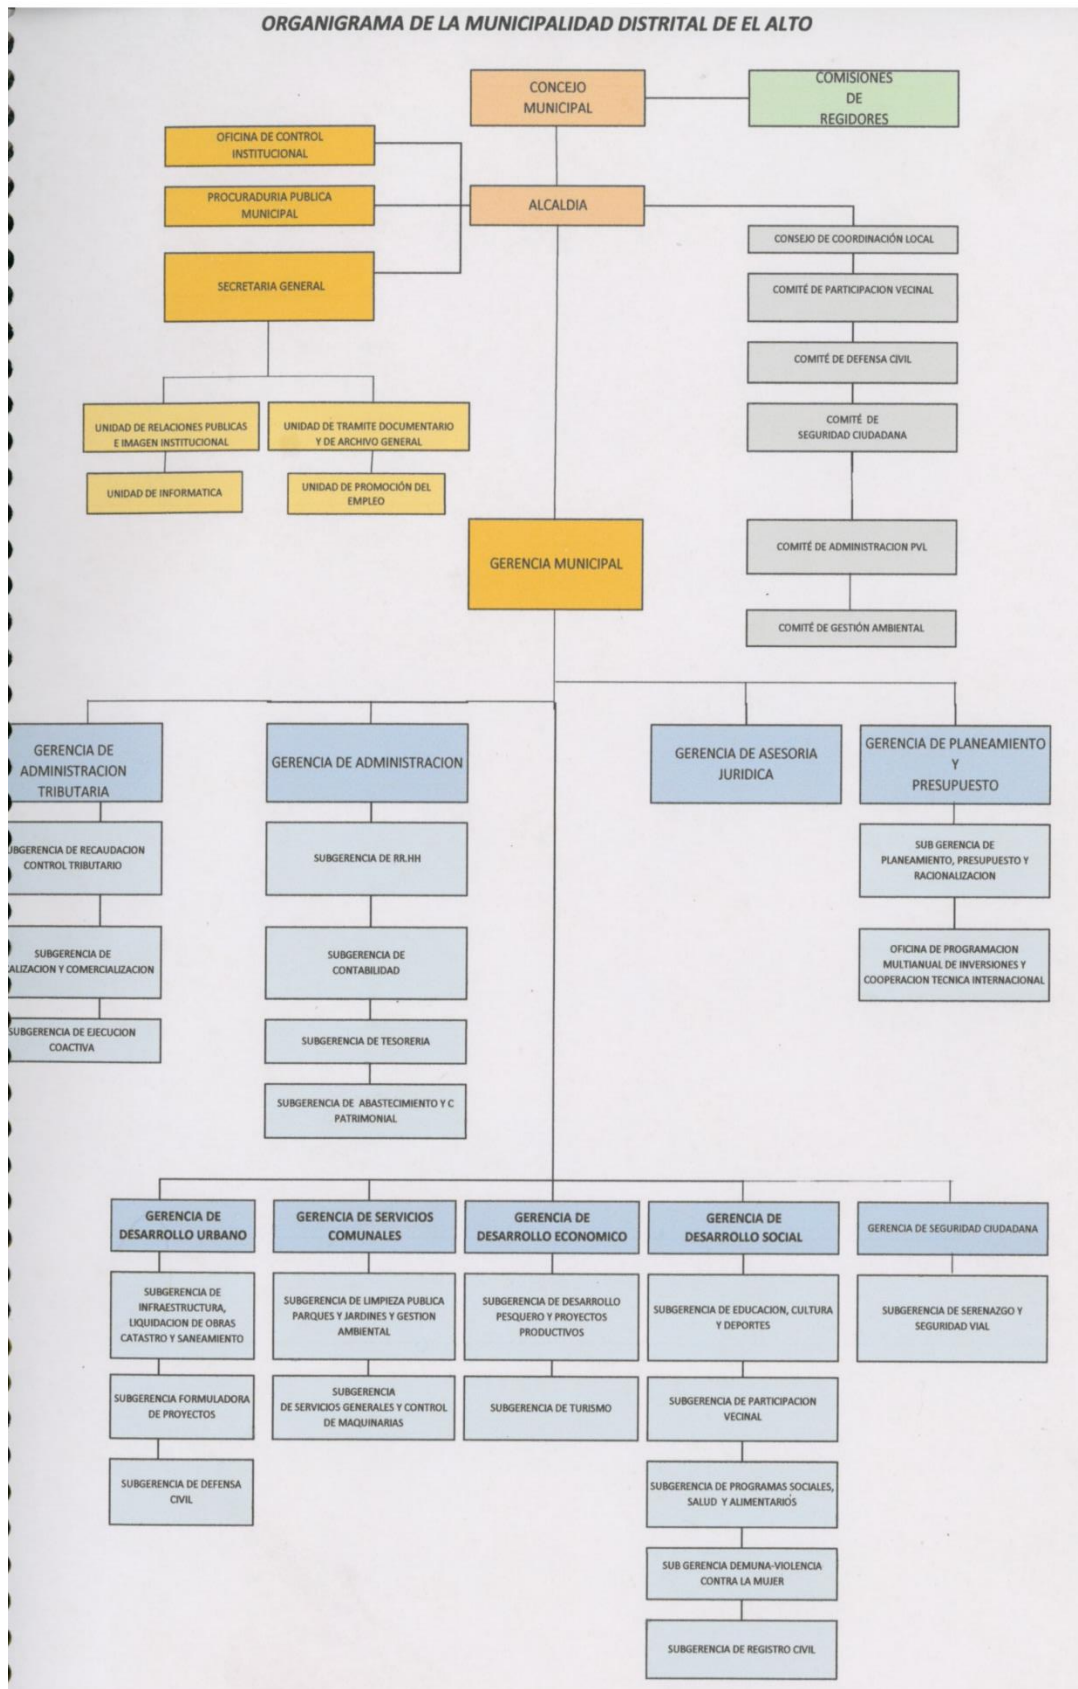 ORGANIGRAMA DE LA MUNICIPALIDAD DISTRITAL DE EL ALTO
CONCEJO
MUNICIPAL
COMISIONES
DE
REGIDORES
OFICINA DE CONTROL
INSTITUCIONAL
PROCURADURIA PUBLICA
MUNICIPAL
ALCALDIA
SECRETARIA GENERAL
CONSEJO DE COORDINACIÓN LOCAL
COMITÉ DE PARTICIPACION VECINAL
COMITÉ DE DEFENSA CIVIL
COMITÉ DE
SEGURIDAD CIUDADANA
COMITÉ DE ADMINISTRACION PVL
COMITÉ DE GESTIÓN AMBIENTAL
UNIDAD DE RELACIONES PUBLICAS
E IMAGEN INSTITUCIONAL
UNIDAD DE TRAMITE DOCUMENTARIO
Y DE ARCHIVO GENERAL
UNIDAD DE INFORMATICA
UNIDAD DE PROMOCIÓN DEL
EMPLEO
GERENCIA MUNICIPAL
GERENCIA DE
ADMINISTRACION
TRIBUTARIA
GERENCIA DE ADMINISTRACION
GERENCIA DE ASESORIA
JURIDICA
GERENCIA DE PLANEAMIENTO
Y
PRESUPUESTO
UBGERENCIA DE RECAUDACION
CONTROL TRIBUTARIO
SUBGERENCIA DE
ALIZACION Y COMERCIALIZACION
SUBGERENCIA DE EJECUCION
COACTIVA
SUBGERENCIA DE RR.HH
SUBGERENCIA DE
CONTABILIDAD
SUBGERENCIA DE TESORERIA
SUBGERENCIA DE ABASTECIMIENTO Y C
PATRIMONIAL
SUB GERENCIA DE
PLANEAMIENTO, PRESUPUESTO Y
RACIONALIZACION
OFICINA DE PROGRAMACION
MULTIANUAL DE INVERSIONES Y
COOPERACION TECNICA INTERNACIONAL
GERENCIA DE
DESARROLLO URBANO
GERENCIA DE SERVICIOS
COMUNALES
GERENCIA DE
DESARROLLO ECONOMICO
GERENCIA DE
DESARROLLO SOCIAL
GERENCIA DE SEGURIDAD CIUDADANA
SUBGERENCIA DE
INFRAESTRUCTURA,
LIQUIDACION DE OBRAS
CATASTRO Y SANEAMIENTO
SUBGERENCIA FORMULADORA
DE PROYECTOS
SUBGERENCIA DE DEFENSA
CIVIL
SUBGERENCIA DE LIMPIEZA PUBLICA
PARQUES Y JARDINES Y GESTION
AMBIENTAL
SUBGERENCIA
DE SERVICIOS GENERALES Y CONTROL
DE MAQUINARIAS
SUBGERENCIA DE DESARROLLO
PESQUERO Y PROYECTOS
PRODUCTIVOS
SUBGERENCIA DE TURISMO
SUBGERENCIA DE EDUCACION, CULTURA
Y DEPORTES
SUBGERENCIA DE PARTICIPACION
VECINAL
SUBGERENCIA DE PROGRAMAS SOCIALES,
SALUD Y ALIMENTARIOS
SUB GERENCIA DEMUNA-VIOLENCIA
CONTRA LA MUJER
SUBGERENCIA DE REGISTRO CIVIL
SUBGERENCIA DE SERENAZGO Y
SEGURIDAD VIAL